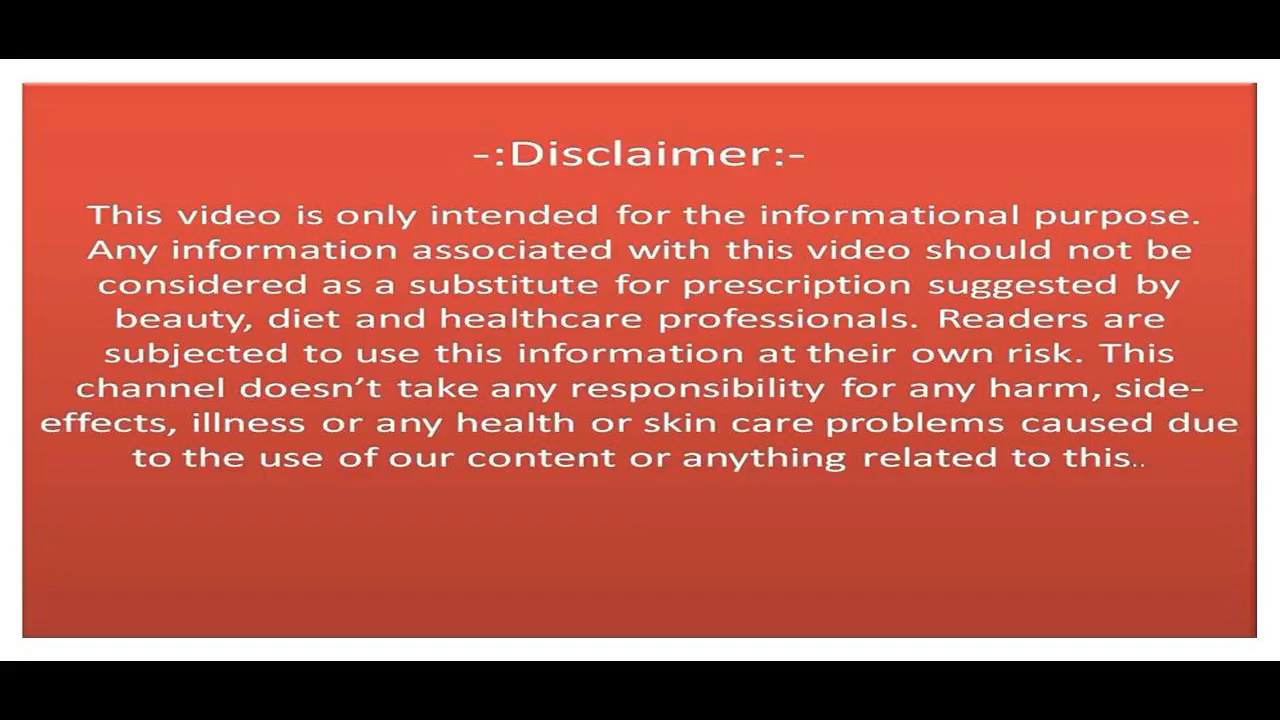 -:Disclaimer:-
This video is only intended for the informational purpose.
Any information associated with this video should not be
considered as a substitute for prescription suggested by
beauty, diet and healthcare professionals. Readers are
subjected to use this information at their own risk. This
channel doesn’t take any responsibility for any harm, side-
effects, illness or any health or skin care problems caused due
to the use of our content or anything related to this..